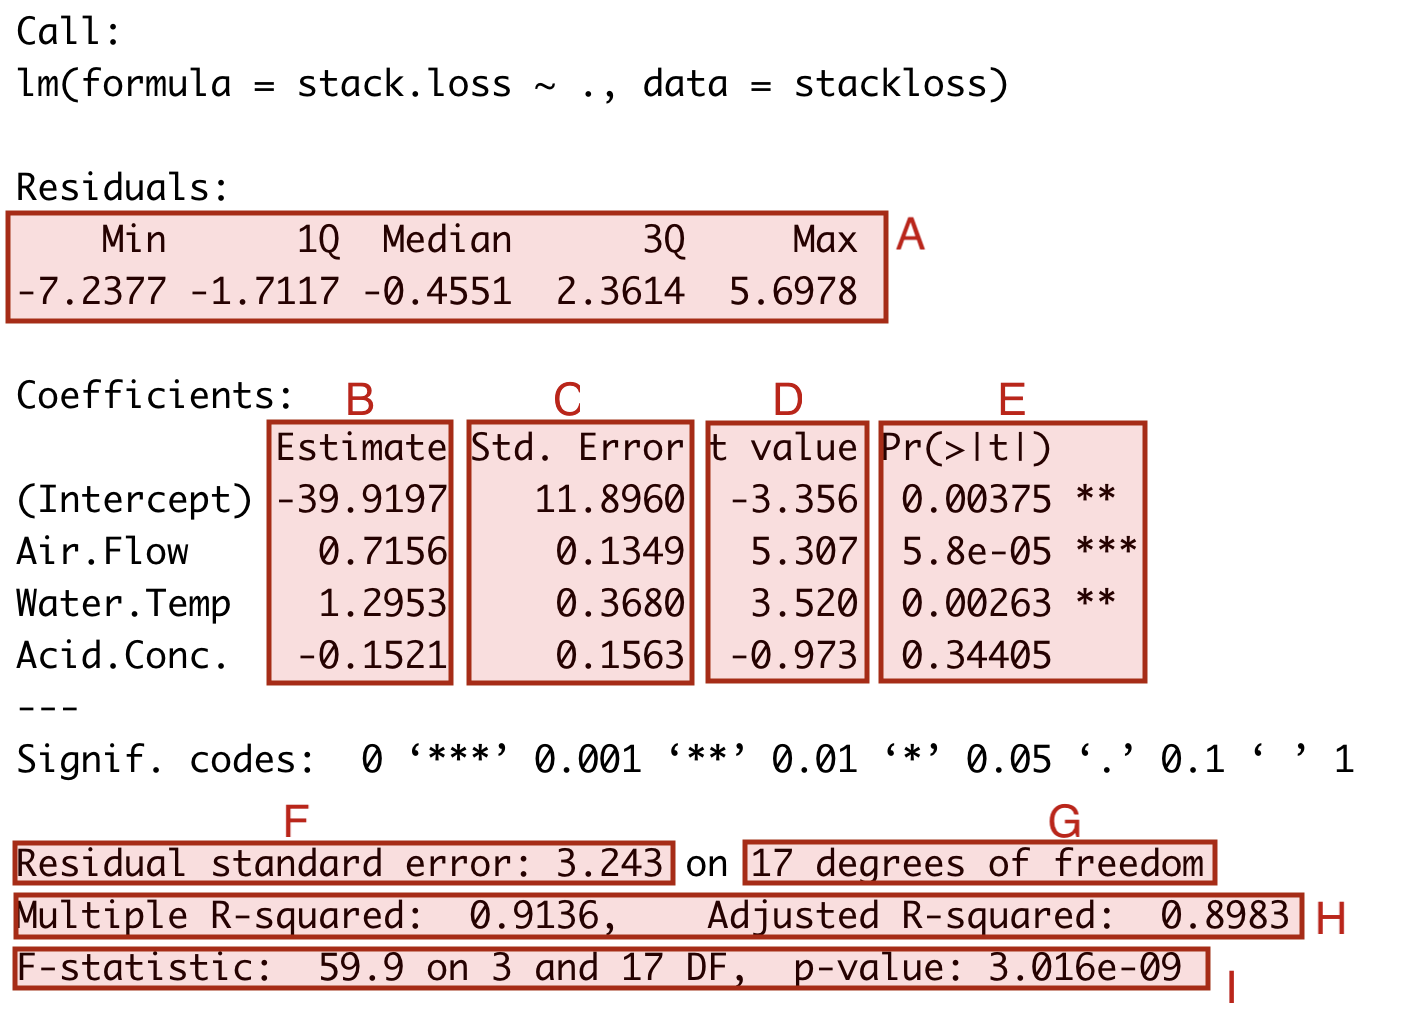 Call:
lm(formula = stack.loss ~ ., data = stackloss)
Residuals:
Min 1Q Median 3Q Max A
-7.2377 -1.7117 -0.4551 2.3614 5.6978
Coefficients: B C D E
Estimate Std. Error t value Pr(>|t|)
(Intercept) -39.9197 11.8960 -3.356 0.00375 **
Air.Flow 0.7156 0.1349 5.307 5.8e-05 ***
Water.Temp 1.2953 0.3680 3.520 0.00263 **
Acid.Conc. -0.1521 0.1563 -0.973 0.34405
---
Signif. codes: 0 ‘***’ 0.001 ‘**’ 0.01 ‘*’ 0.05 ‘.’ 0.1 ‘ ’ 1
F G
Residual standard error: 3.243 on 17 degrees of freedom
Multiple R-squared: 0.9136, Adjusted R-squared: 0.8983 H
F-statistic: 59.9 on 3 and 17 DF, p-value: 3.016e-09 I